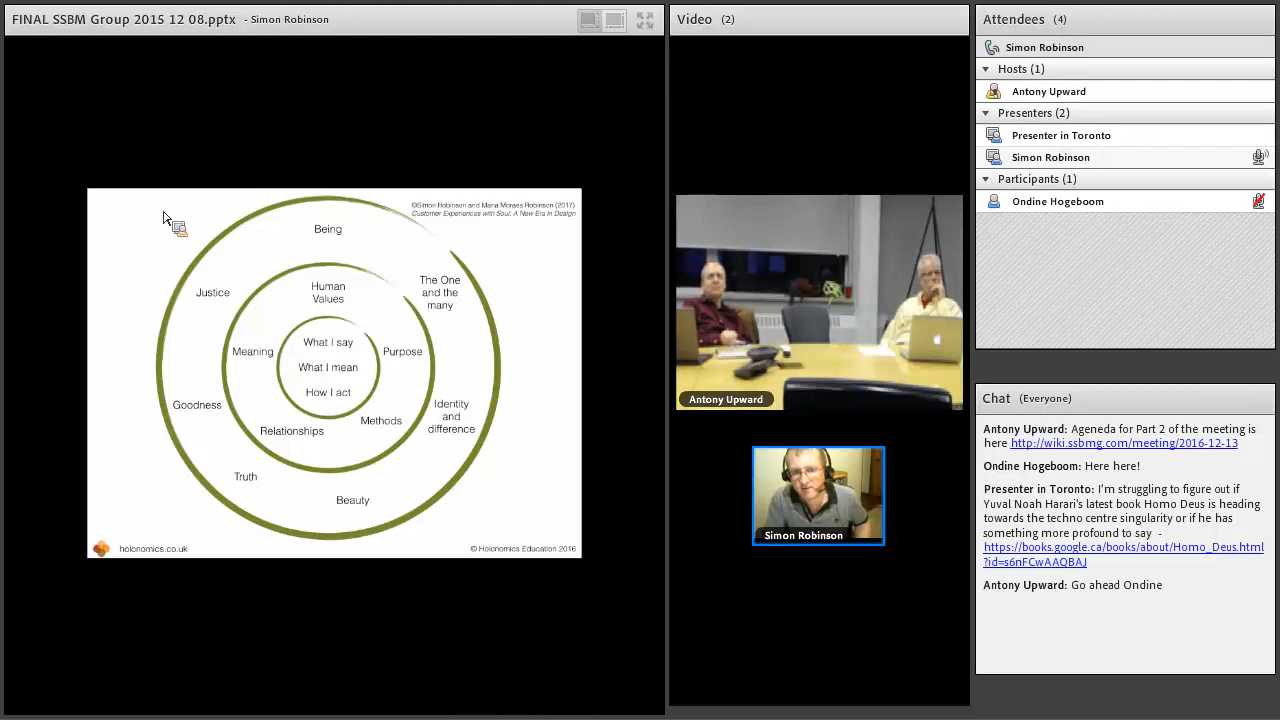 FINAL SSBM Group 2015 12 08.pptx - Simon Robinson
©Simon Robinson and Maria Moraes Robinson (2017)
Customer Experiences with Soul: A New Era in Design
Being
The One
and the
many
Justice
Human
Values
What I say
Meaning
Purpose
What I mean
How I act
Goodness
Identity
and
difference
Methods
Relationships
Truth
Beauty
holonomics.co.uk
© Holonomics Education 2016
Video (2)
Antony Upward
Simon Robinson
Attendees (4)
Simon Robinson
Hosts (1)
Antony Upward
Presenters (2)
Presenter in Toronto
Simon Robinson
Participants (1)
Ondine Hogeboom
Chat (Everyone)
Antony Upward: Ageneda for Part 2 of the meeting is
here http://wiki.ssbmg.com/meeting/2016-12-13
Ondine Hogeboom: Here here!
Presenter in Toronto: I'm struggling to figure out if
Yuval Noah Harari's latest book Homo Deus is heading
towards the techno centre singularity or if he has
something more profound to say -
https://books.google.ca/books/about/Homo_Deus.html
?id=s6nFCwAAQBAJ
Antony Upward: Go ahead Ondine